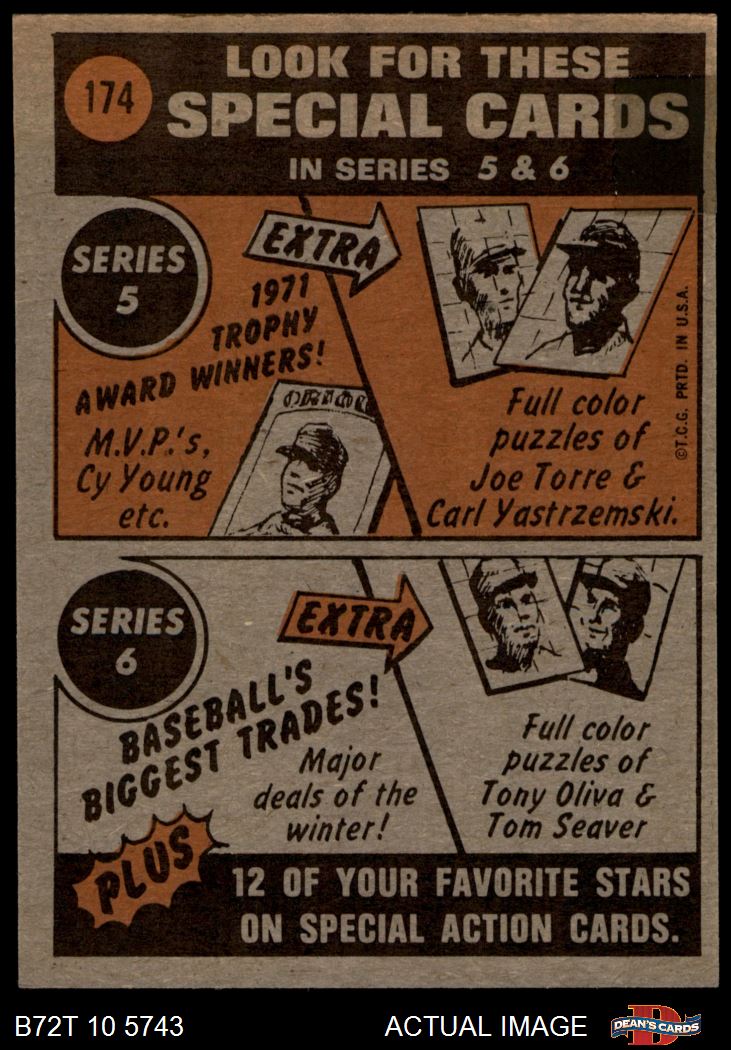 174
LOOK FOR THESE
SPECIAL CARDS
IN SERIES 5 & 6
SERIES
5
EXTRA
1971
TROPHY
AWARD WINNERS!
M.V.P.'s,
Cy Young
etc.
Full color
puzzles of
Joe Torre &
Carl Yastrzemski.
©T.C.G. PRTD. IN U.S.A.
SERIES
6
EXTRA
BASEBALL'S
BIGGEST TRADES!
Major
deals of the
winter!
Full color
puzzles of
Tony Oliva &
Tom Seaver
PLUS
12 OF YOUR FAVORITE STARS
ON SPECIAL ACTION CARDS.
B72T 10 5743
ACTUAL IMAGE
D
DEAN'S CARDS